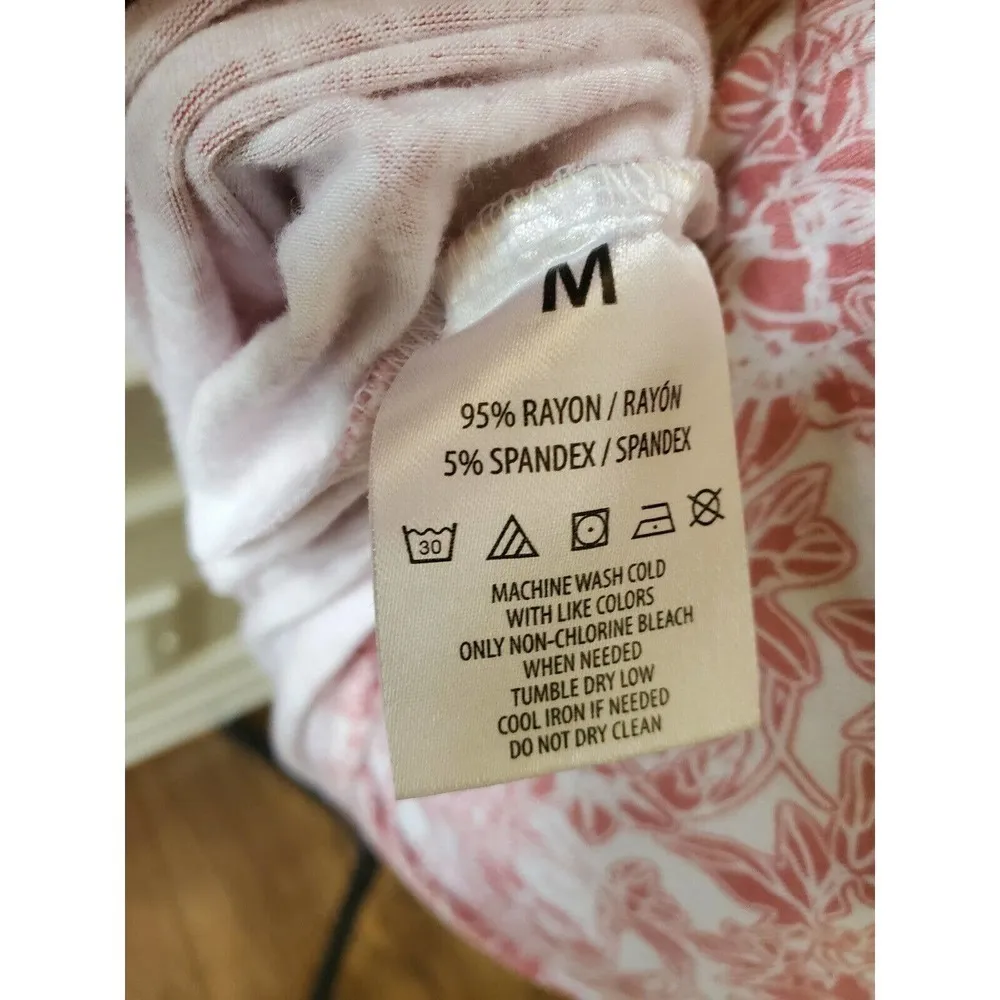 M
95% RAYON / RAYÓN
5% SPANDEX / SPANDEX
30
MACHINE WASH COLD
WITH LIKE COLORS
ONLY NON-CHLORINE BLEACH
WHEN NEEDED
TUMBLE DRY LOW
COOL IRON IF NEEDED
DO NOT DRY CLEAN